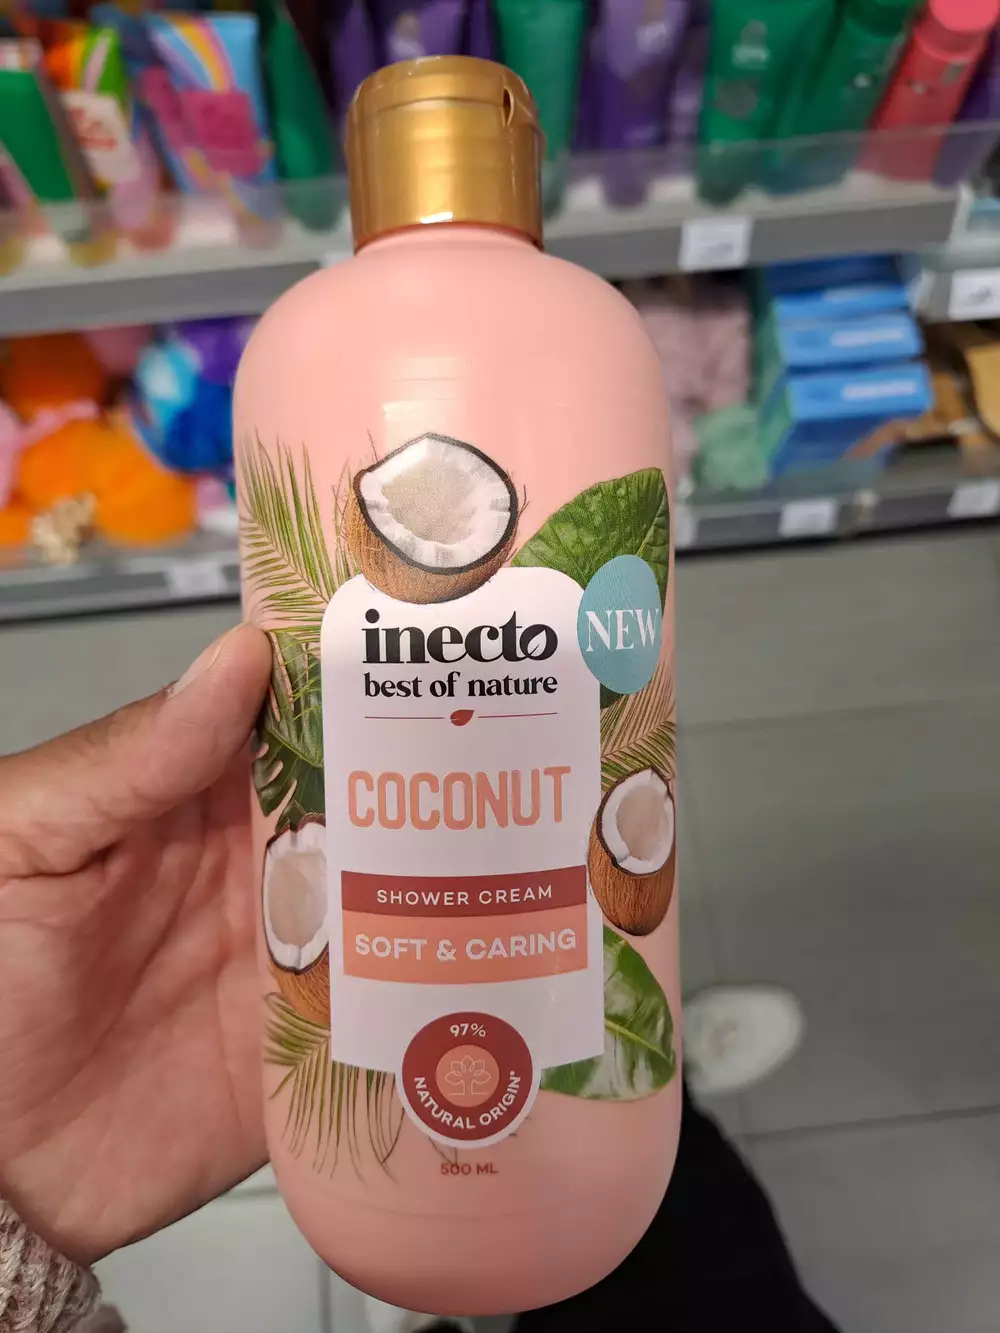 inecto
best of nature
NEW
COCONUT
SHOWER CREAM
SOFT & CARING
97%
NATURAL ORIGIN*
500 ML